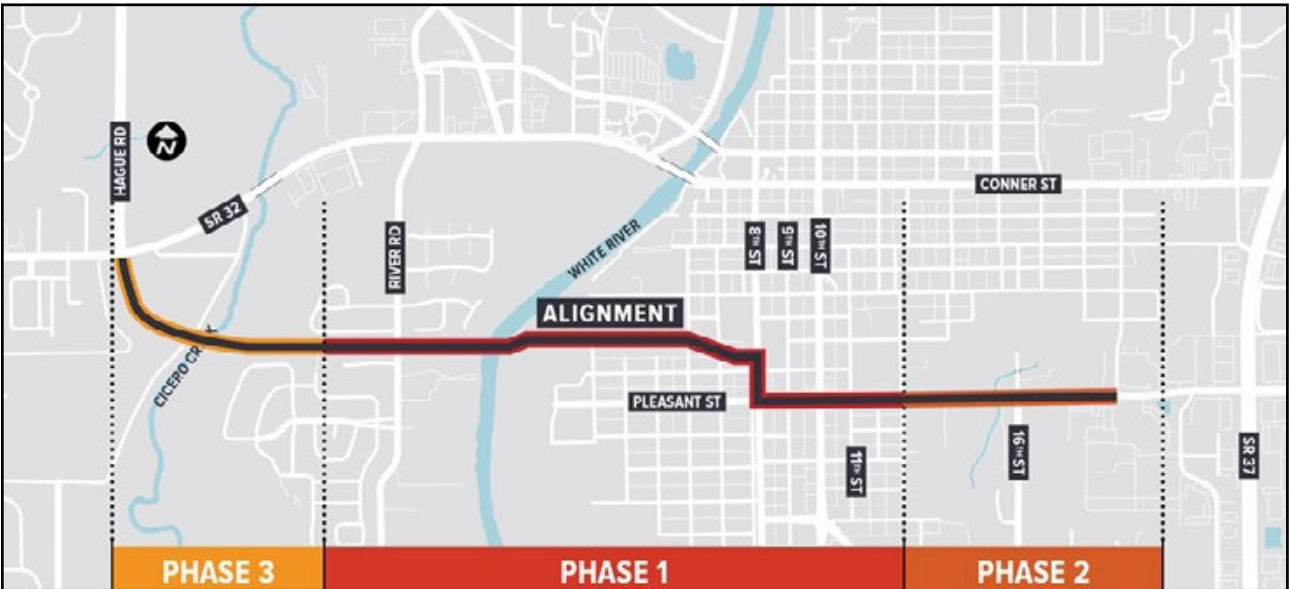 HAGUE RD
N
SR 32
RIVER RD
WHITE RIVER
CONNER ST
8TH ST
9TH ST
10TH ST
ALIGNMENT
CICERO CR K
PLEASANT ST
11TH ST
16TH ST
SR 37
PHASE 3
PHASE 1
PHASE 2